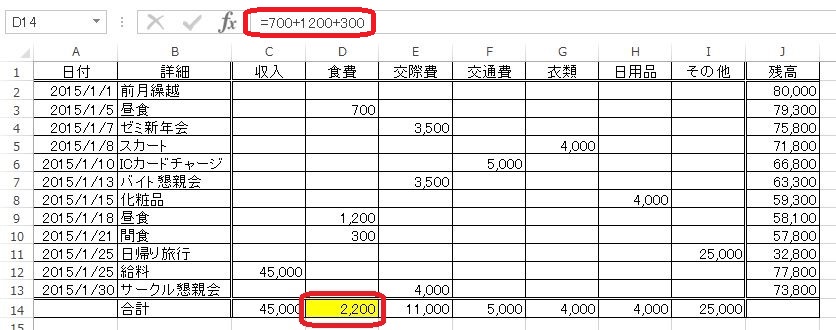 D14 fx =700+1200+300
A B C D E F G H I J
1 日付 詳細 収入 食費 交際費 交通費 衣類 日用品 その他 残高
2 2015/1/1 前月繰越 80,000
3 2015/1/5 昼食 700 79,300
4 2015/1/7 ゼミ新年会 3,500 75,800
5 2015/1/8 スカート 4,000 71,800
6 2015/1/10 ICカードチャージ 5,000 66,800
7 2015/1/13 バイト懇親会 3,500 63,300
8 2015/1/15 化粧品 4,000 59,300
9 2015/1/18 昼食 1,200 58,100
10 2015/1/21 間食 300 57,800
11 2015/1/25 日帰り旅行 25,000 32,800
12 2015/1/25 給料 45,000 77,800
13 2015/1/30 サークル懇親会 4,000 73,800
14 合計 45,000 2,200 11,000 5,000 4,000 4,000 25,000
15